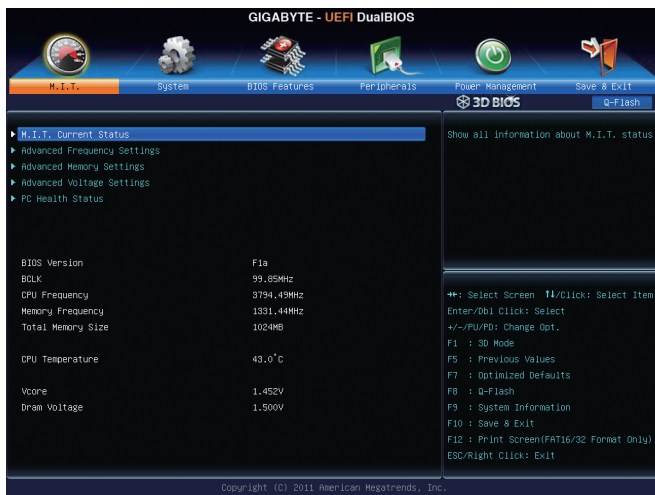 GIGABYTE - UEFI DualBIOS
M.I.T.
System
BIOS Features
Peripherals
Power Management
Save & Exit
3D BIOS
Q-Flash
M.I.T. Current Status
Advanced Frequency Settings
Advanced Memory Settings
Advanced Voltage Settings
PC Health Status
BIOS Version F1a
BCLK 99.85MHz
CPU Frequency 3794.49MHz
Memory Frequency 1331.44MHz
Total Memory Size 1024MB
CPU Temperature 43.0°C
Vcore 1.452V
Dram Voltage 1.500V
Show all information about M.I.T. status
→←: Select Screen ↑↓/Click: Select Item
Enter/Dbl Click: Select
+/-/PU/PD: Change Opt.
F1 : 3D Mode
F5 : Previous Values
F7 : Optimized Defaults
F8 : Q-Flash
F9 : System Information
F10 : Save & Exit
F12 : Print Screen(FAT16/32 Format Only)
ESC/Right Click: Exit
Copyright (C) 2011 American Megatrends, Inc.